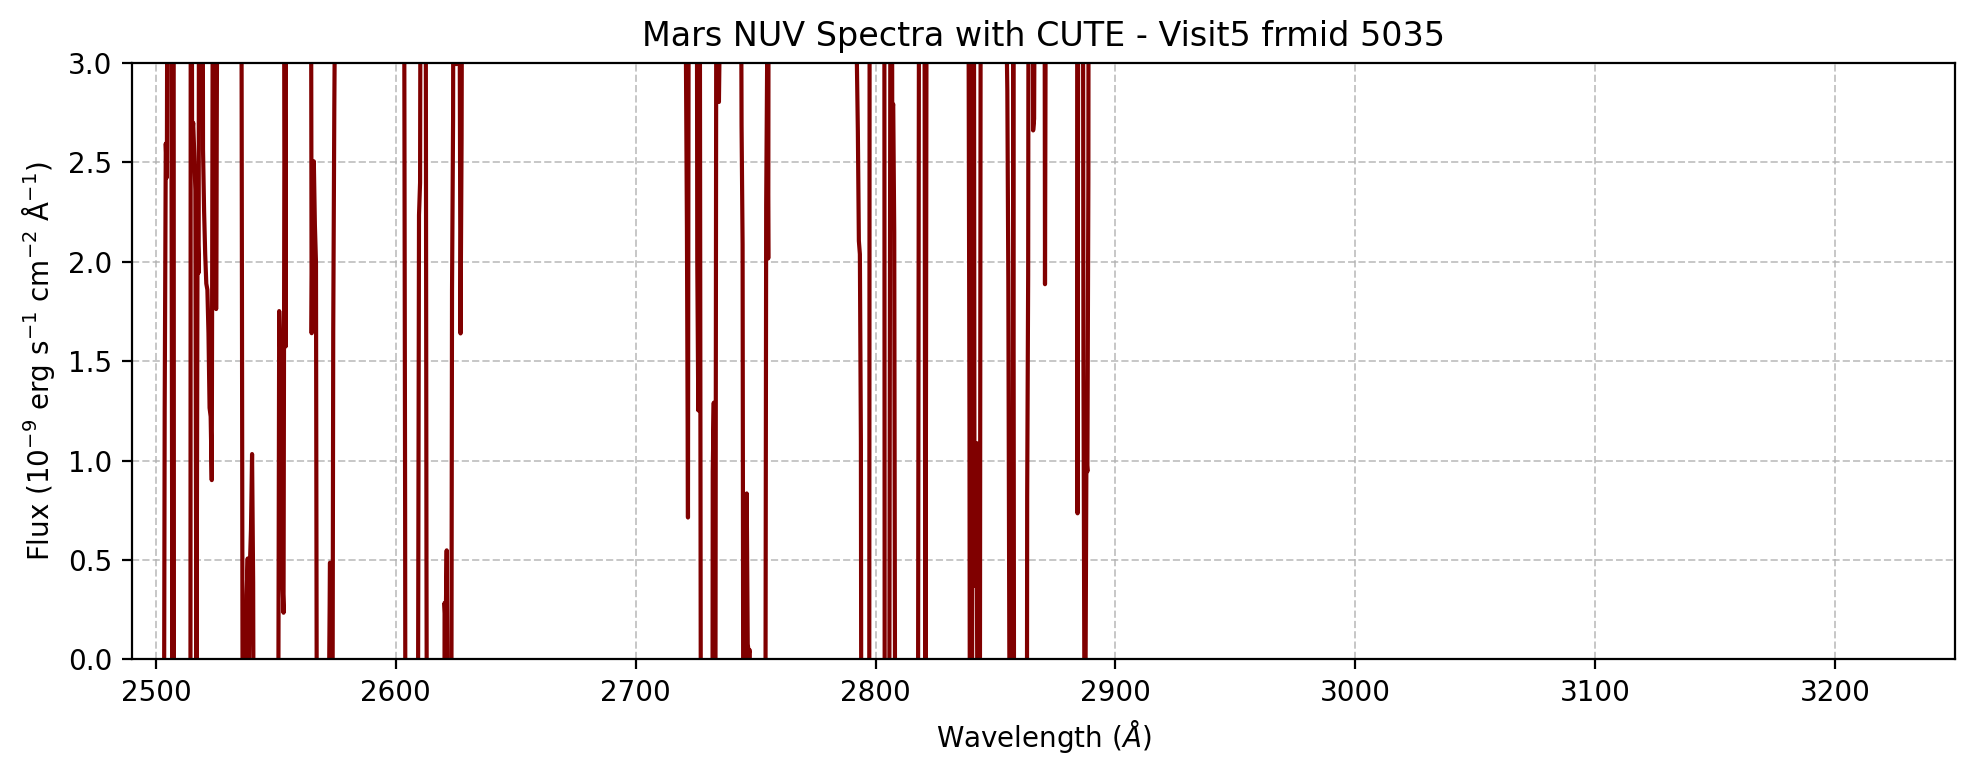 Mars NUV Spectra with CUTE - Visit5 frmid 5035
3.0
2.5
2.0
1.5
1.0
0.5
0.0
Flux (10⁻⁹ erg s⁻¹ cm⁻² Å⁻¹)
2500 2600 2700 2800 2900 3000 3100 3200
Wavelength (Å)